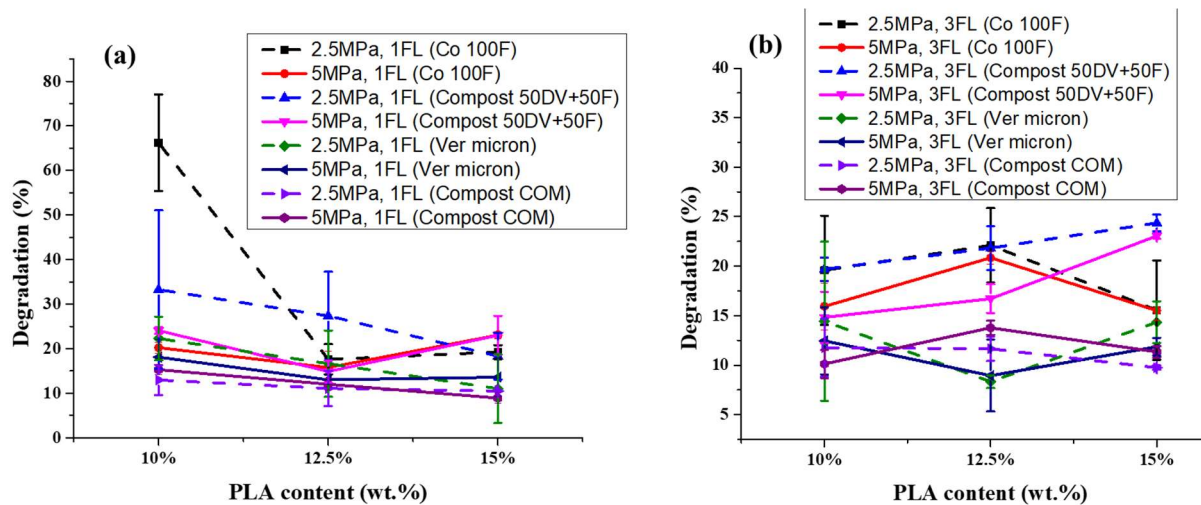 (a)
2.5MPa, 1FL (Co 100F)
5MPa, 1FL (Co 100F)
2.5MPa, 1FL (Compost 50DV+50F)
5MPa, 1FL (Compost 50DV+50F)
2.5MPa, 1FL (Ver micron)
5MPa, 1FL (Ver micron)
2.5MPa, 1FL (Compost COM)
5MPa, 1FL (Compost COM)
Degradation (%)
80
70
60
50
40
30
20
10
0
10%
12.5%
15%
PLA content (wt.%)
(b)
2.5MPa, 3FL (Co 100F)
5MPa, 3FL (Co 100F)
2.5MPa, 3FL (Compost 50DV+50F)
5MPa, 3FL (Compost 50DV+50F)
2.5MPa, 3FL (Ver micron)
5MPa, 3FL (Ver micron)
2.5MPa, 3FL (Compost COM)
5MPa, 3FL (Compost COM)
Degradation (%)
40
35
30
25
20
15
10
5
10%
12.5%
15%
PLA content (wt.%)